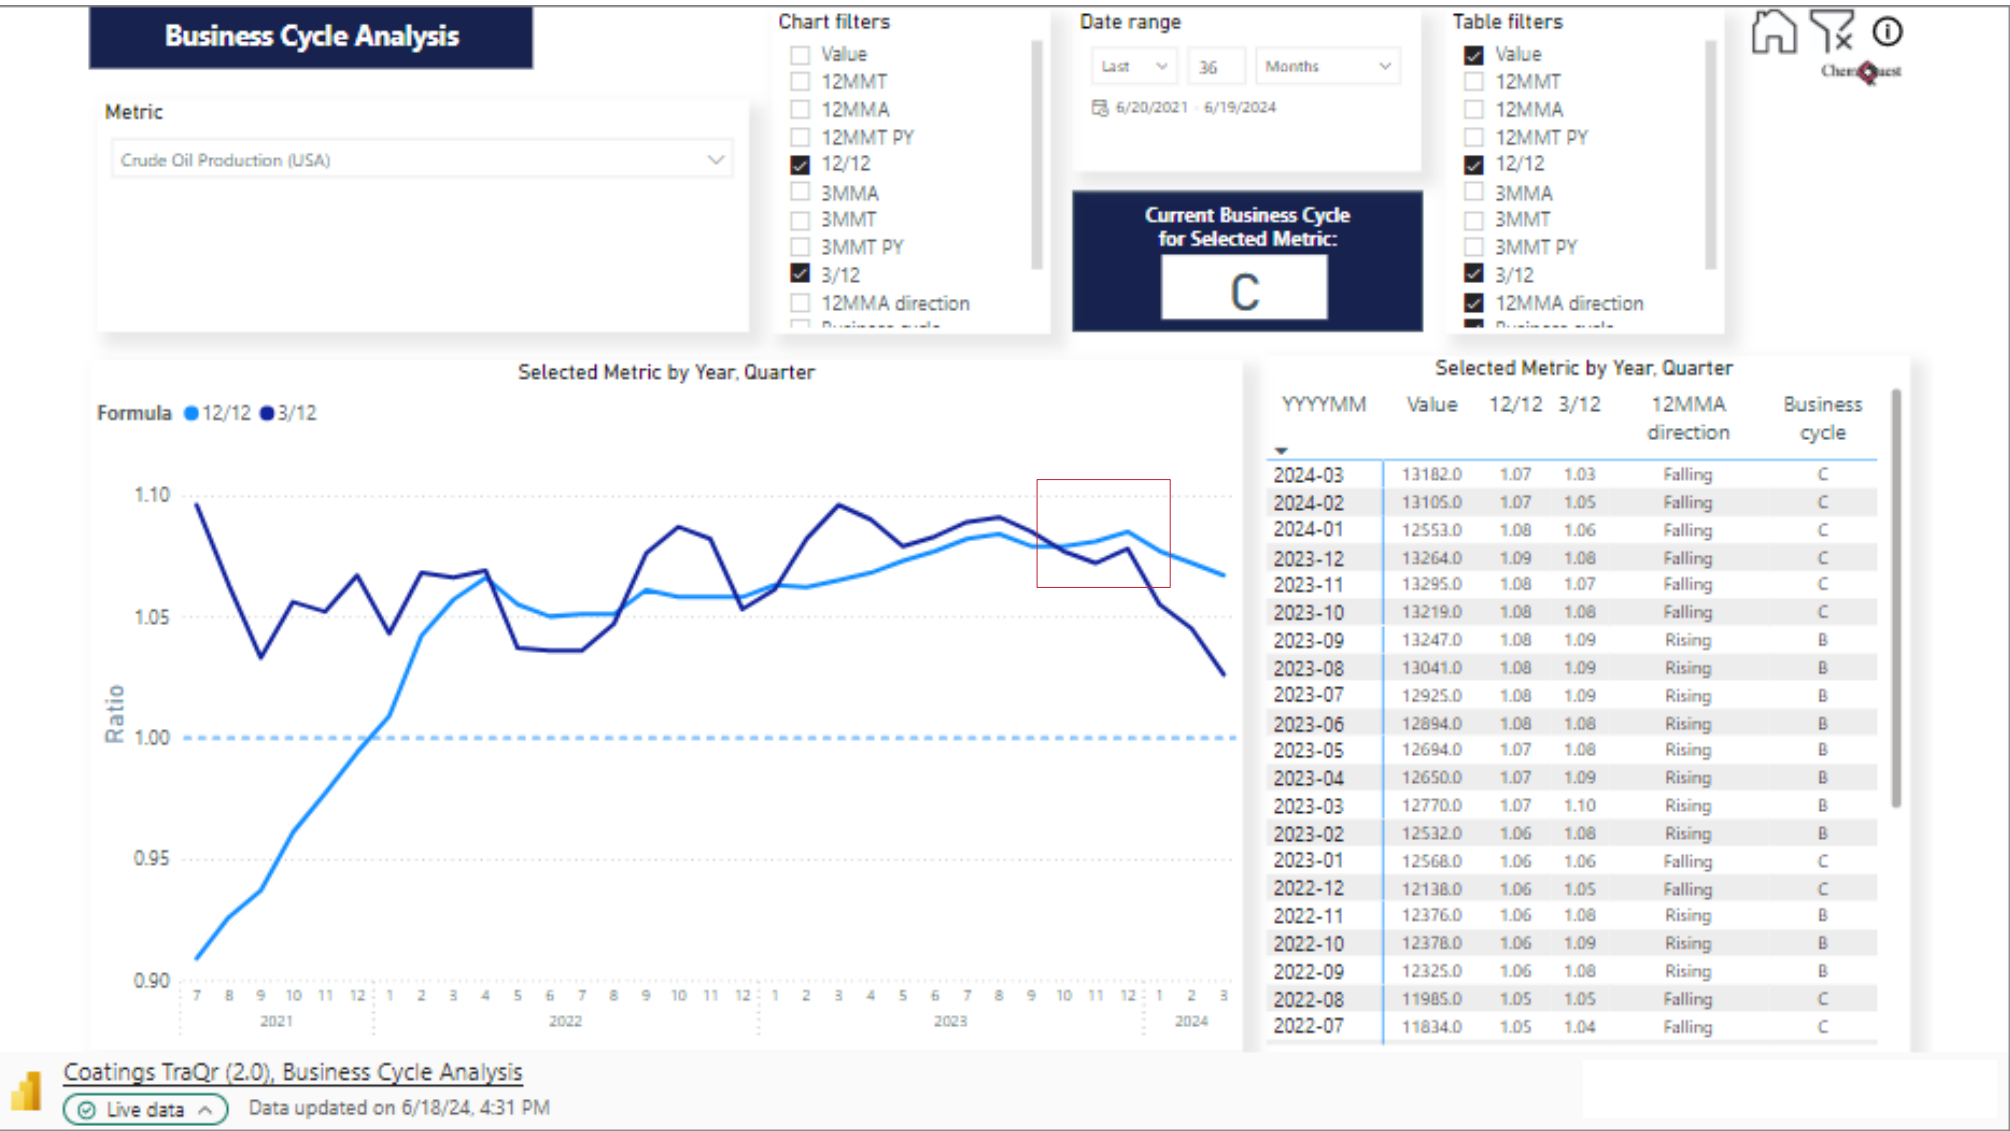 Business Cycle Analysis
Metric
Crude Oil Production (USA)
Chart filters
Value
12MMT
12MMA
12MMT PY
12/12
3MMA
3MMT
3MMT PY
3/12
12MMA direction
Business cycle
Date range
Last 36 Months
6/20/2021 - 6/19/2024
Current Business Cycle
for Selected Metric:
C
Table filters
Value
12MMT
12MMA
12MMT PY
12/12
3MMA
3MMT
3MMT PY
3/12
12MMA direction
Business cycle
ChemQuest
Selected Metric by Year, Quarter
Formula 12/12 3/12
Ratio
1.10
1.05
1.00
0.95
0.90
7 8 9 10 11 12 1 2 3 4 5 6 7 8 9 10 11 12 1 2 3 4 5 6 7 8 9 10 11 12 1 2 3
2021 2022 2023 2024
Selected Metric by Year, Quarter
YYYYMM Value 12/12 3/12 12MMA direction Business cycle
2024-03 13182.0 1.07 1.03 Falling C
2024-02 13105.0 1.07 1.05 Falling C
2024-01 12553.0 1.08 1.06 Falling C
2023-12 13264.0 1.09 1.08 Falling C
2023-11 13295.0 1.08 1.07 Falling C
2023-10 13219.0 1.08 1.08 Falling C
2023-09 13247.0 1.08 1.09 Rising B
2023-08 13041.0 1.08 1.09 Rising B
2023-07 12925.0 1.08 1.09 Rising B
2023-06 12894.0 1.08 1.08 Rising B
2023-05 12694.0 1.07 1.08 Rising B
2023-04 12650.0 1.07 1.09 Rising B
2023-03 12770.0 1.07 1.10 Rising B
2023-02 12532.0 1.06 1.08 Rising B
2023-01 12568.0 1.06 1.06 Falling C
2022-12 12138.0 1.06 1.05 Falling C
2022-11 12376.0 1.06 1.08 Rising B
2022-10 12378.0 1.06 1.09 Rising B
2022-09 12325.0 1.06 1.08 Rising B
2022-08 11985.0 1.05 1.05 Falling C
2022-07 11834.0 1.05 1.04 Falling C
Coatings TraQr (2.0), Business Cycle Analysis
Live data Data updated on 6/18/24, 4:31 PM